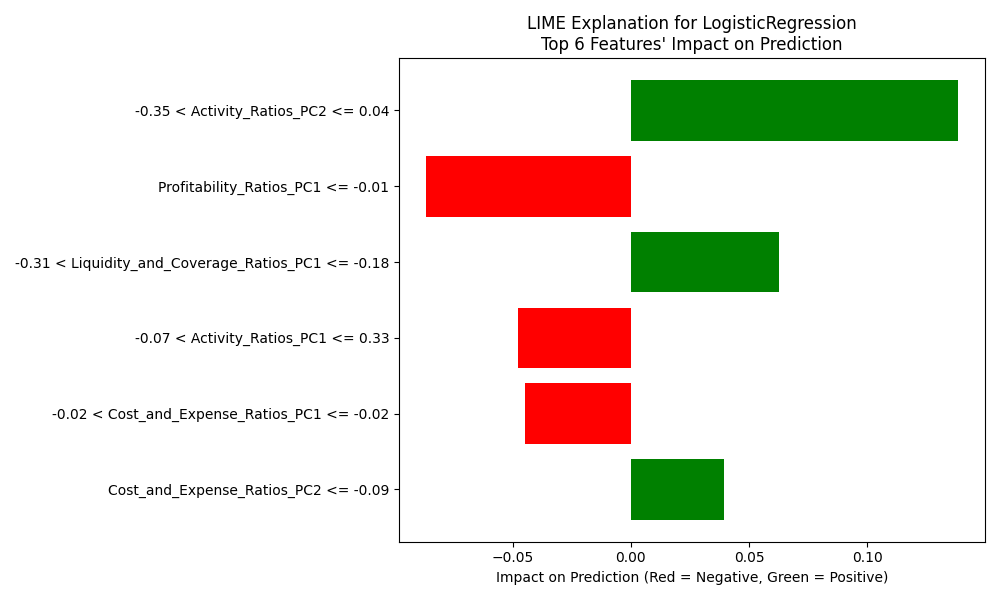 LIME Explanation for LogisticRegression
Top 6 Features' Impact on Prediction
-0.35 < Activity_Ratios_PC2 <= 0.04
Profitability_Ratios_PC1 <= -0.01
-0.31 < Liquidity_and_Coverage_Ratios_PC1 <= -0.18
-0.07 < Activity_Ratios_PC1 <= 0.33
-0.02 < Cost_and_Expense_Ratios_PC1 <= -0.02
Cost_and_Expense_Ratios_PC2 <= -0.09
−0.05 0.00 0.05 0.10
Impact on Prediction (Red = Negative, Green = Positive)